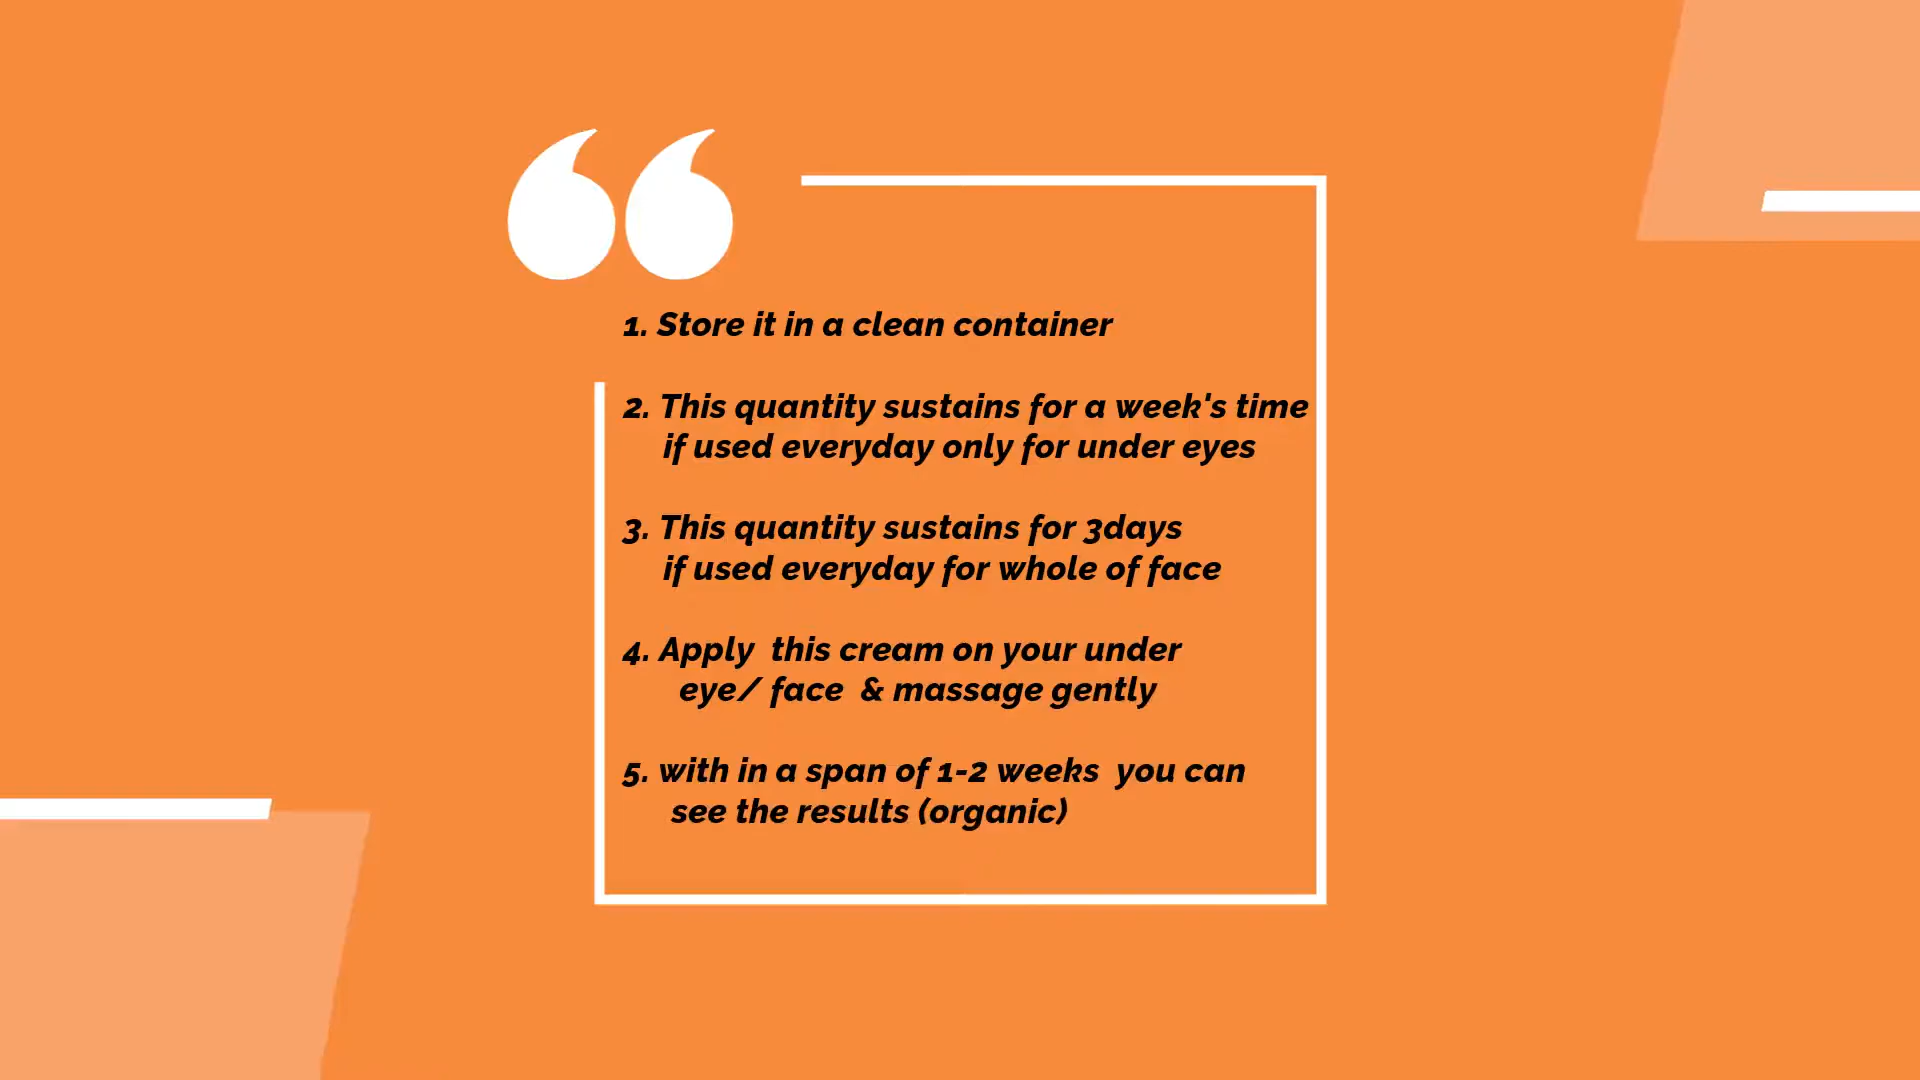 1. Store it in a clean container
2. This quantity sustains for a week's time
if used everyday only for under eyes
3. This quantity sustains for 3days
if used everyday for whole of face
4. Apply  this cream on your under
eye/ face  & massage gently
5. with in a span of 1-2 weeks  you can
see the results (organic)